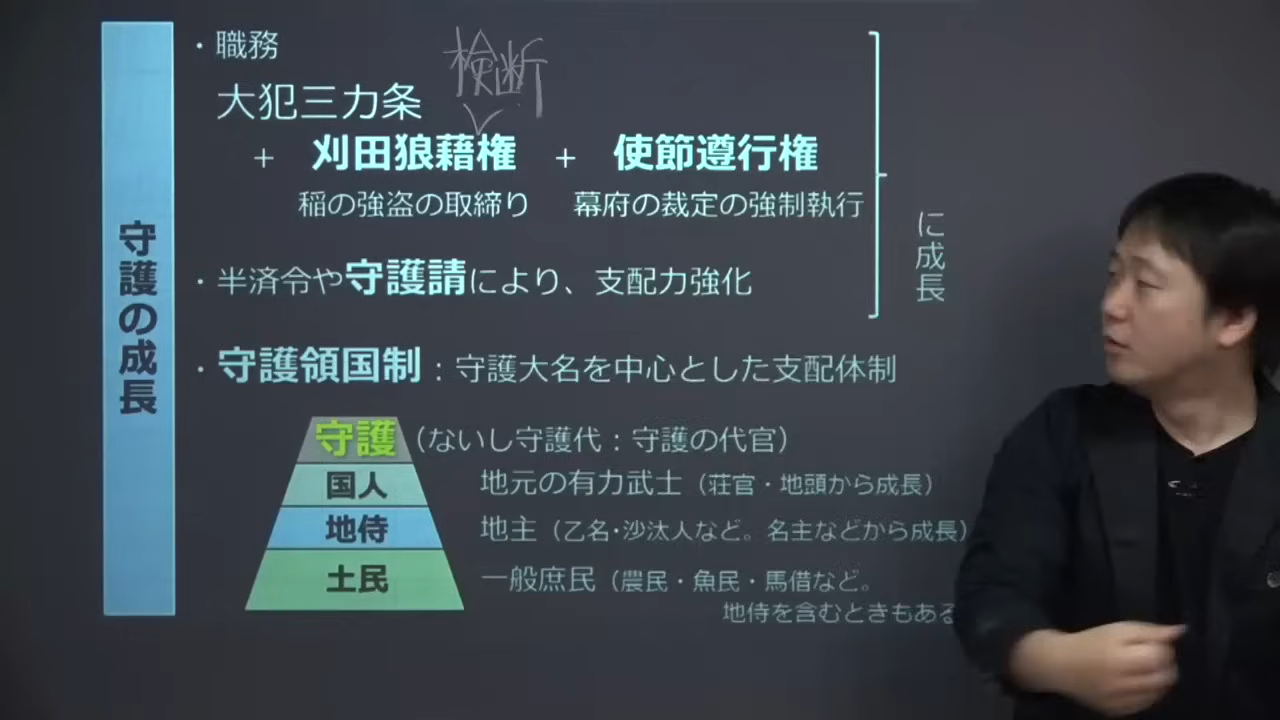 守護の成長
・職務
検断
大犯三カ条
+ 刈田狼藉権 + 使節遵行権
稲の強盗の取締り 幕府の裁定の強制執行
・半済令や守護請により、支配力強化
に成長
・守護領国制：守護大名を中心とした支配体制
守護（ないし守護代：守護の代官）
国人 地元の有力武士（荘官・地頭から成長）
地侍 地主（乙名･沙汰人など。名主などから成長）
土民 一般庶民（農民・魚民・馬借など。
地侍を含むときもある